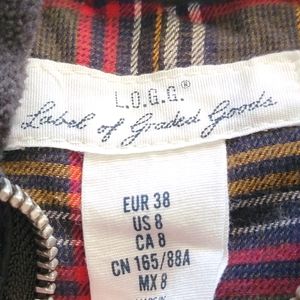 L.O.G.G.®
Label of Graded Goods
EUR 38
US 8
CA 8
CN 165/88A
MX 8